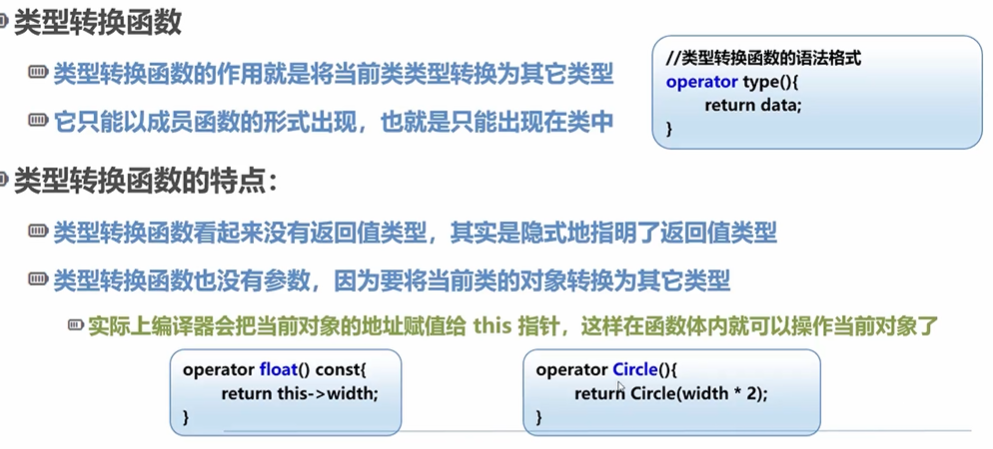 类型转换函数
类型转换函数的作用就是将当前类类型转换为其它类型
它只能以成员函数的形式出现，也就是只能出现在类中
//类型转换函数的语法格式
operator type(){
return data;
}
类型转换函数的特点：
类型转换函数看起来没有返回值类型，其实是隐式地指明了返回值类型
类型转换函数也没有参数，因为要将当前类的对象转换为其它类型
实际上编译器会把当前对象的地址赋值给 this 指针，这样在函数体内就可以操作当前对象了
operator float() const{
return this->width;
}
operator Circle(){
return Circle(width * 2);
}